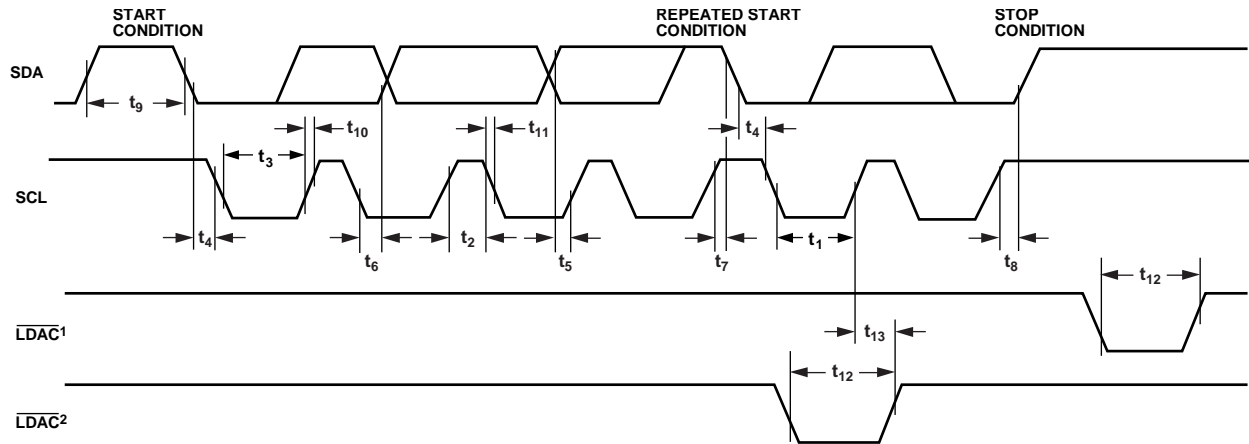 START
CONDITION
REPEATED START
CONDITION
STOP
CONDITION
SDA
t9
t10
t11
t4
t3
SCL
t4
t6
t2
t5
t7
t1
t8
t12
LDAC1
t13
t12
LDAC2